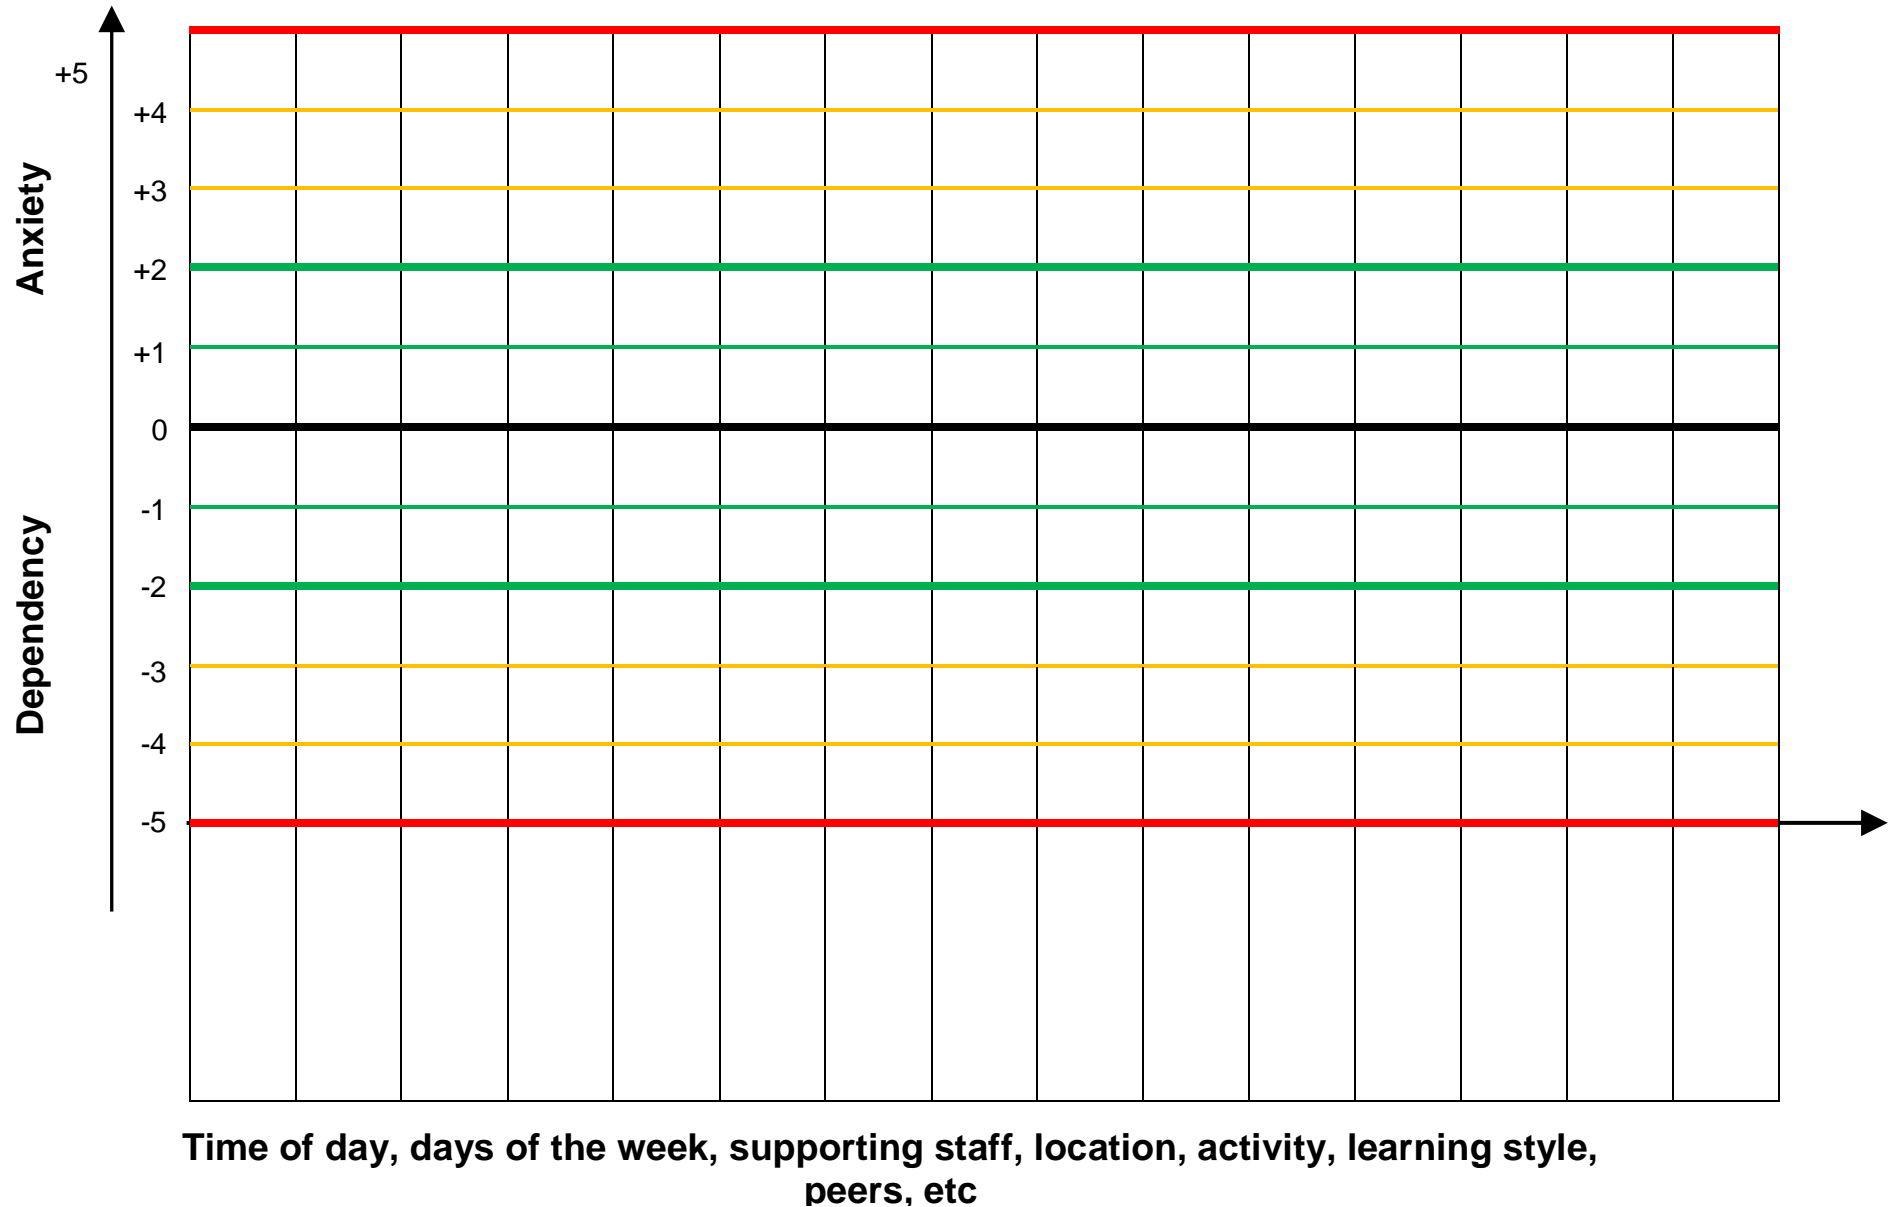 +5
+4
+3
Anxiety
+2
+1
0
-1
-2
Dependency
-3
-4
-5
Time of day, days of the week, supporting staff, location, activity, learning style,
peers, etc